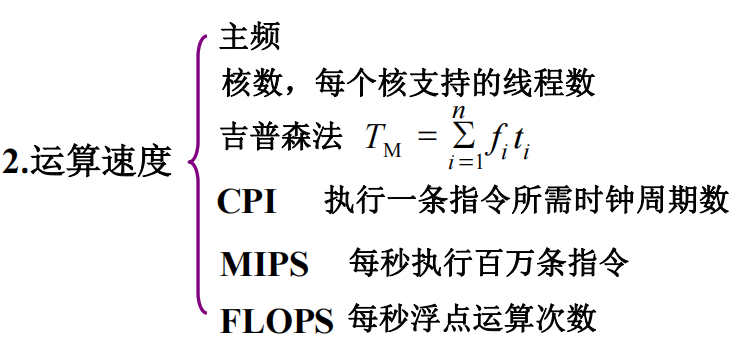 2.运算速度
主频
核数，每个核支持的线程数
吉普森法 T_M = \sum_{i=1}^{n} f_i t_i
CPI 执行一条指令所需时钟周期数
MIPS 每秒执行百万条指令
FLOPS 每秒浮点运算次数